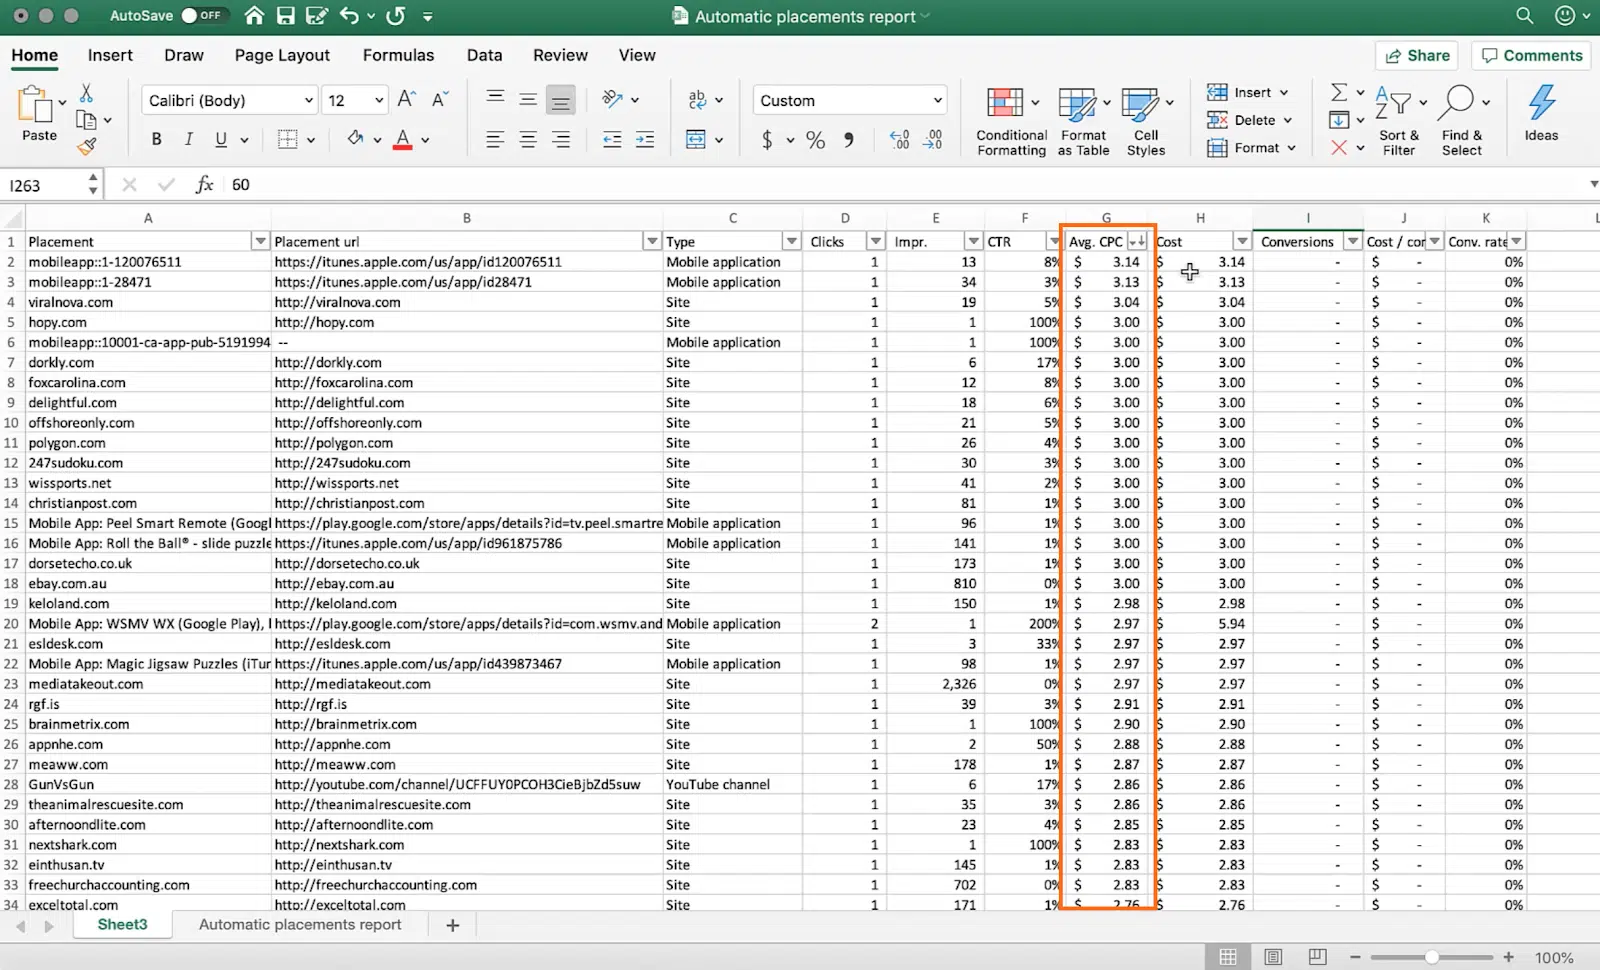 AutoSave OFF Automatic placements report
Home Insert Draw Page Layout Formulas Data Review View Share Comments
Paste Calibri (Body) 12 Custom Conditional Formatting Format as Table Cell Styles Insert Delete Format Sort & Filter Find & Select Ideas
B I U A $ %
I263 fx 60
A B C D E F G H I J K L
1 Placement Placement url Type Clicks Impr. CTR Avg. CPC Cost Conversions Cost / cor Conv. rate
2 mobileapp::1-120076511 https://itunes.apple.com/us/app/id120076511 Mobile application 1 13 8% $ 3.14 $ 3.14 - $ - 0%
3 mobileapp::1-28471 https://itunes.apple.com/us/app/id28471 Mobile application 1 34 3% $ 3.13 $ 3.13 - $ - 0%
4 viralnova.com http://viralnova.com Site 1 19 5% $ 3.04 $ 3.04 - $ - 0%
5 hopy.com http://hopy.com Site 1 1 100% $ 3.00 $ 3.00 - $ - 0%
6 mobileapp::10001-ca-app-pub-5191994 -- Mobile application 1 1 100% $ 3.00 $ 3.00 - $ - 0%
7 dorkly.com http://dorkly.com Site 1 6 17% $ 3.00 $ 3.00 - $ - 0%
8 foxcarolina.com http://foxcarolina.com Site 1 12 8% $ 3.00 $ 3.00 - $ - 0%
9 delightful.com http://delightful.com Site 1 18 6% $ 3.00 $ 3.00 - $ - 0%
10 offshoreonly.com http://offshoreonly.com Site 1 21 5% $ 3.00 $ 3.00 - $ - 0%
11 polygon.com http://polygon.com Site 1 26 4% $ 3.00 $ 3.00 - $ - 0%
12 247sudoku.com http://247sudoku.com Site 1 30 3% $ 3.00 $ 3.00 - $ - 0%
13 wissports.net http://wissports.net Site 1 41 2% $ 3.00 $ 3.00 - $ - 0%
14 christianpost.com http://christianpost.com Site 1 81 1% $ 3.00 $ 3.00 - $ - 0%
15 Mobile App: Peel Smart Remote (Googl https://play.google.com/store/apps/details?id=tv.peel.smartre Mobile application 1 96 1% $ 3.00 $ 3.00 - $ - 0%
16 Mobile App: Roll the Ball® - slide puzzle https://itunes.apple.com/us/app/id961875786 Mobile application 1 141 1% $ 3.00 $ 3.00 - $ - 0%
17 dorsetecho.co.uk http://dorsetecho.co.uk Site 1 173 1% $ 3.00 $ 3.00 - $ - 0%
18 ebay.com.au http://ebay.com.au Site 1 810 0% $ 3.00 $ 3.00 - $ - 0%
19 keloland.com http://keloland.com Site 1 150 1% $ 2.98 $ 2.98 - $ - 0%
20 Mobile App: WSMV WX (Google Play), I https://play.google.com/store/apps/details?id=com.wsmv.and Mobile application 2 1 200% $ 2.97 $ 5.94 - $ - 0%
21 esldesk.com http://esldesk.com Site 1 3 33% $ 2.97 $ 2.97 - $ - 0%
22 Mobile App: Magic Jigsaw Puzzles (iTur https://itunes.apple.com/us/app/id439873467 Mobile application 1 98 1% $ 2.97 $ 2.97 - $ - 0%
23 mediatakeout.com http://mediatakeout.com Site 1 2,326 0% $ 2.97 $ 2.97 - $ - 0%
24 rgf.is http://rgf.is Site 1 39 3% $ 2.91 $ 2.91 - $ - 0%
25 brainmetrix.com http://brainmetrix.com Site 1 1 100% $ 2.90 $ 2.90 - $ - 0%
26 appnhe.com http://appnhe.com Site 1 2 50% $ 2.88 $ 2.88 - $ - 0%
27 meaww.com http://meaww.com Site 1 178 1% $ 2.87 $ 2.87 - $ - 0%
28 GunVsGun http://youtube.com/channel/UCFFUY0PCOH3CieBjbZd5suw YouTube channel 1 6 17% $ 2.86 $ 2.86 - $ - 0%
29 theanimalrescuesite.com http://theanimalrescuesite.com Site 1 35 3% $ 2.86 $ 2.86 - $ - 0%
30 afternoondlite.com http://afternoondlite.com Site 1 23 4% $ 2.85 $ 2.85 - $ - 0%
31 nextshark.com http://nextshark.com Site 1 1 100% $ 2.83 $ 2.83 - $ - 0%
32 einthusan.tv http://einthusan.tv Site 1 145 1% $ 2.83 $ 2.83 - $ - 0%
33 freechurchaccounting.com http://freechurchaccounting.com Site 1 702 0% $ 2.83 $ 2.83 - $ - 0%
34 exceltotal.com http://exceltotal.com Site 1 171 1% $ 2.76 $ 2.76 - $ - 0%
Sheet3 Automatic placements report +
100%